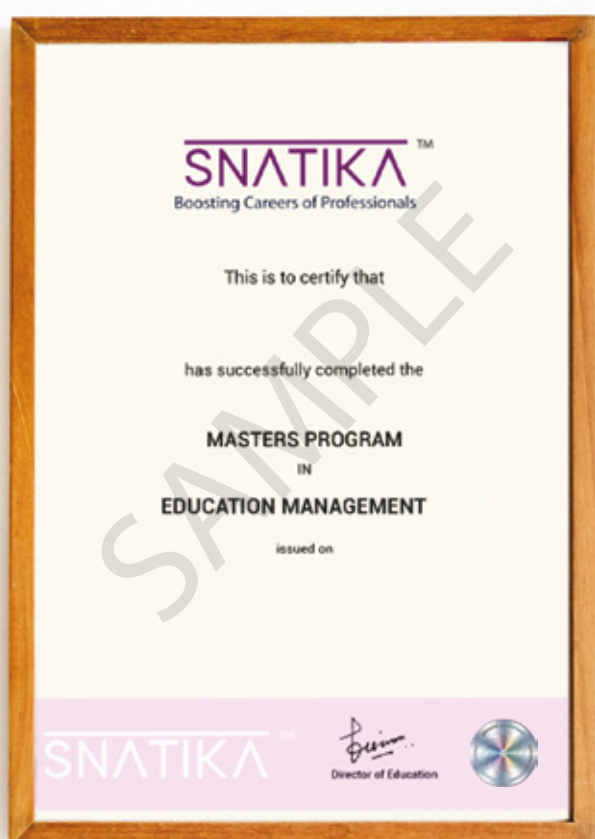 SNATIKA TM
Boosting Careers of Professionals
This is to certify that
has successfully completed the
MASTERS PROGRAM
IN
EDUCATION MANAGEMENT
issued on
SAMPLE
SNATIKA TM
Director of Education